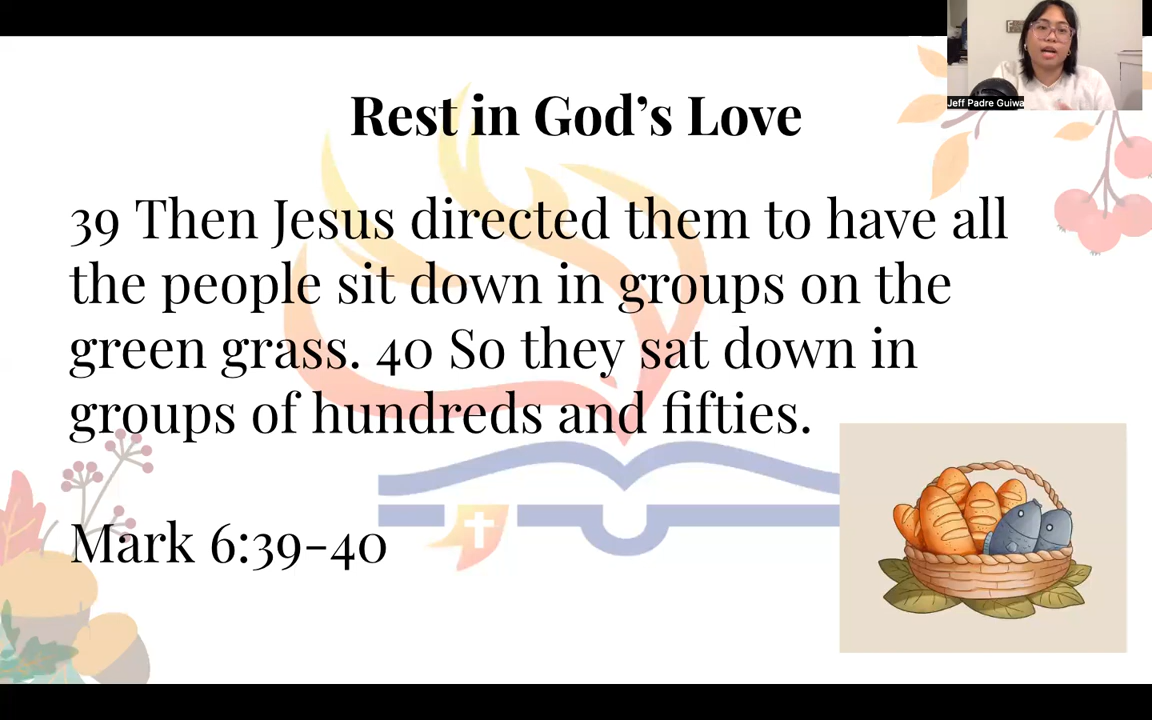 Jeff Padre Guiwa
Rest in God’s Love
39 Then Jesus directed them to have all
the people sit down in groups on the
green grass. 40 So they sat down in
groups of hundreds and fifties.
Mark 6:39-40